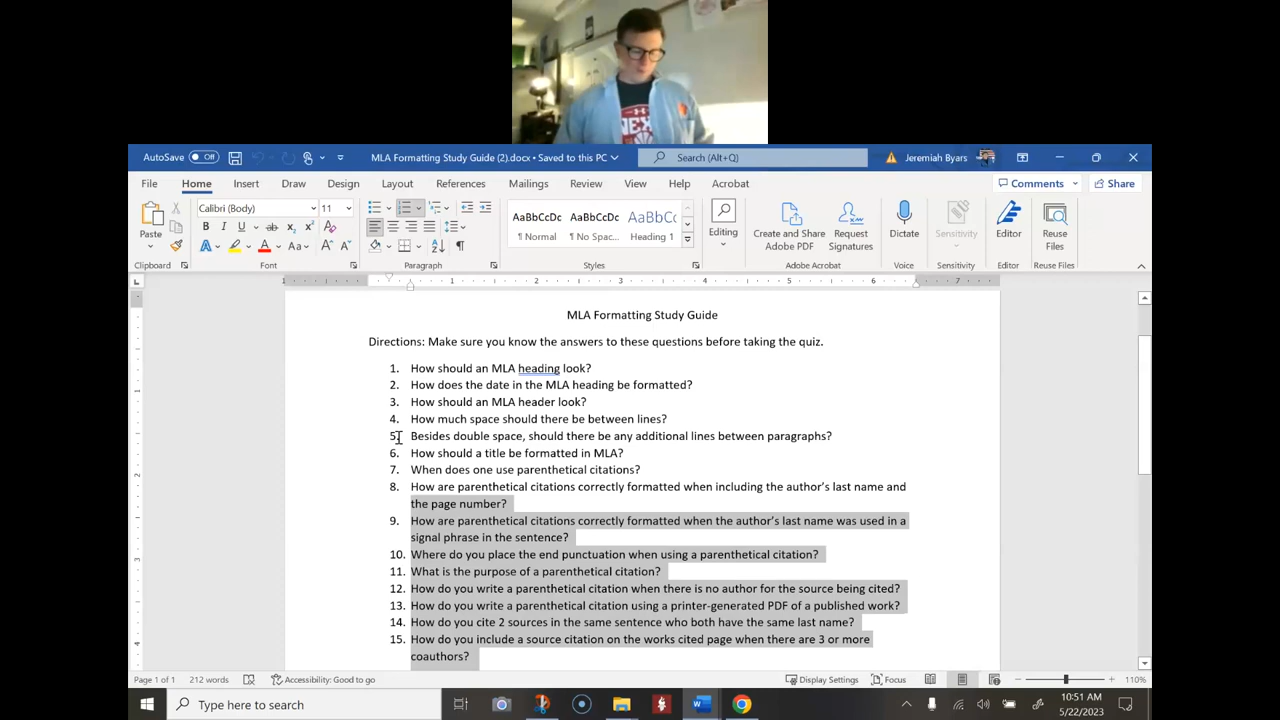 AutoSave Off MLA Formatting Study Guide (2).docx • Saved to this PC Search (Alt+Q) Jeremiah Byars
File Home Insert Draw Design Layout References Mailings Review View Help Acrobat Comments Share
Calibri (Body) 11
AaBbCcDc AaBbCcDc AaBbCc
Paste B I U ab x₂ x² A ¶ Normal ¶ No Spac... Heading 1 Editing Create and Share Request Dictate Sensitivity Editor Reuse
A A Aa A A Adobe PDF Signatures Files
Clipboard Font Paragraph Styles Adobe Acrobat Voice Sensitivity Editor Reuse Files
1 1 2 3 4 5 6 7
MLA Formatting Study Guide
Directions: Make sure you know the answers to these questions before taking the quiz.
1. How should an MLA heading look?
2. How does the date in the MLA heading be formatted?
3. How should an MLA header look?
4. How much space should there be between lines?
5. Besides double space, should there be any additional lines between paragraphs?
6. How should a title be formatted in MLA?
7. When does one use parenthetical citations?
8. How are parenthetical citations correctly formatted when including the author's last name and
the page number?
9. How are parenthetical citations correctly formatted when the author's last name was used in a
signal phrase in the sentence?
10. Where do you place the end punctuation when using a parenthetical citation?
11. What is the purpose of a parenthetical citation?
12. How do you write a parenthetical citation when there is no author for the source being cited?
13. How do you write a parenthetical citation using a printer-generated PDF of a published work?
14. How do you cite 2 sources in the same sentence who both have the same last name?
15. How do you include a source citation on the works cited page when there are 3 or more
coauthors?
Page 1 of 1 212 words Accessibility: Good to go Display Settings Focus 110%
Type here to search 10:51 AM
5/22/2023